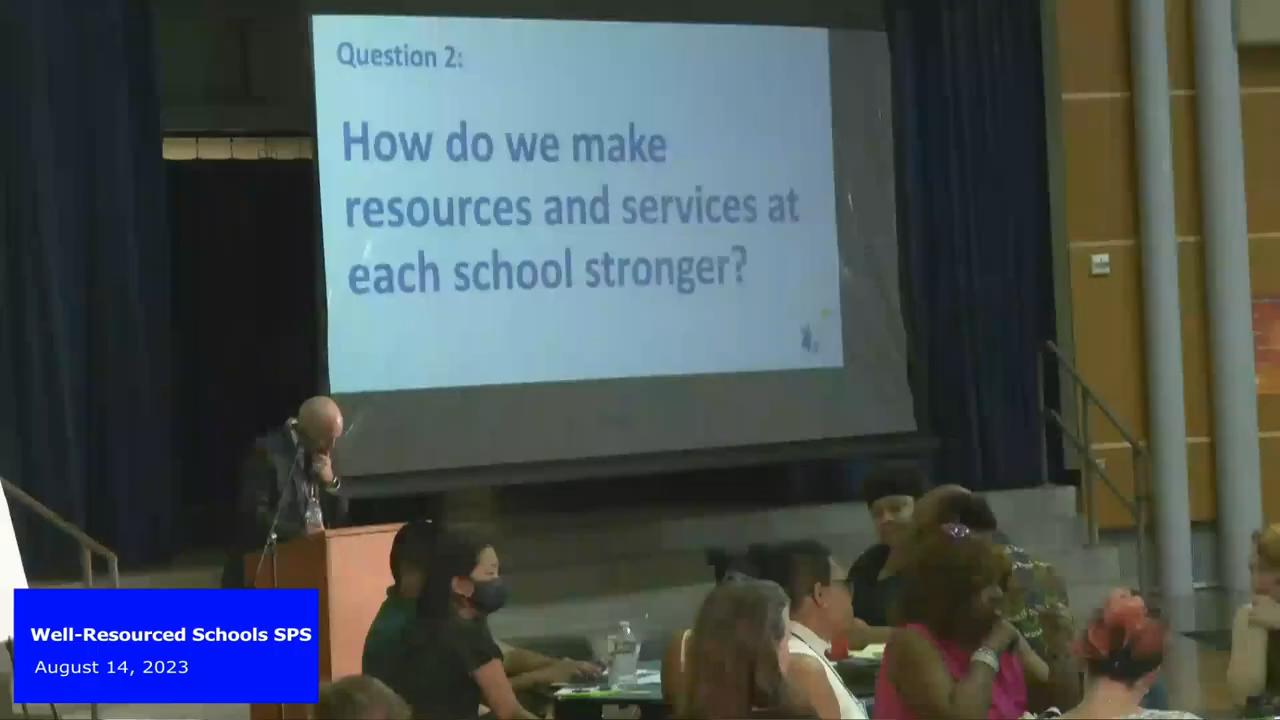 Question 2:
How do we make
resources and services at
each school stronger?
Well-Resourced Schools SPS
August 14, 2023